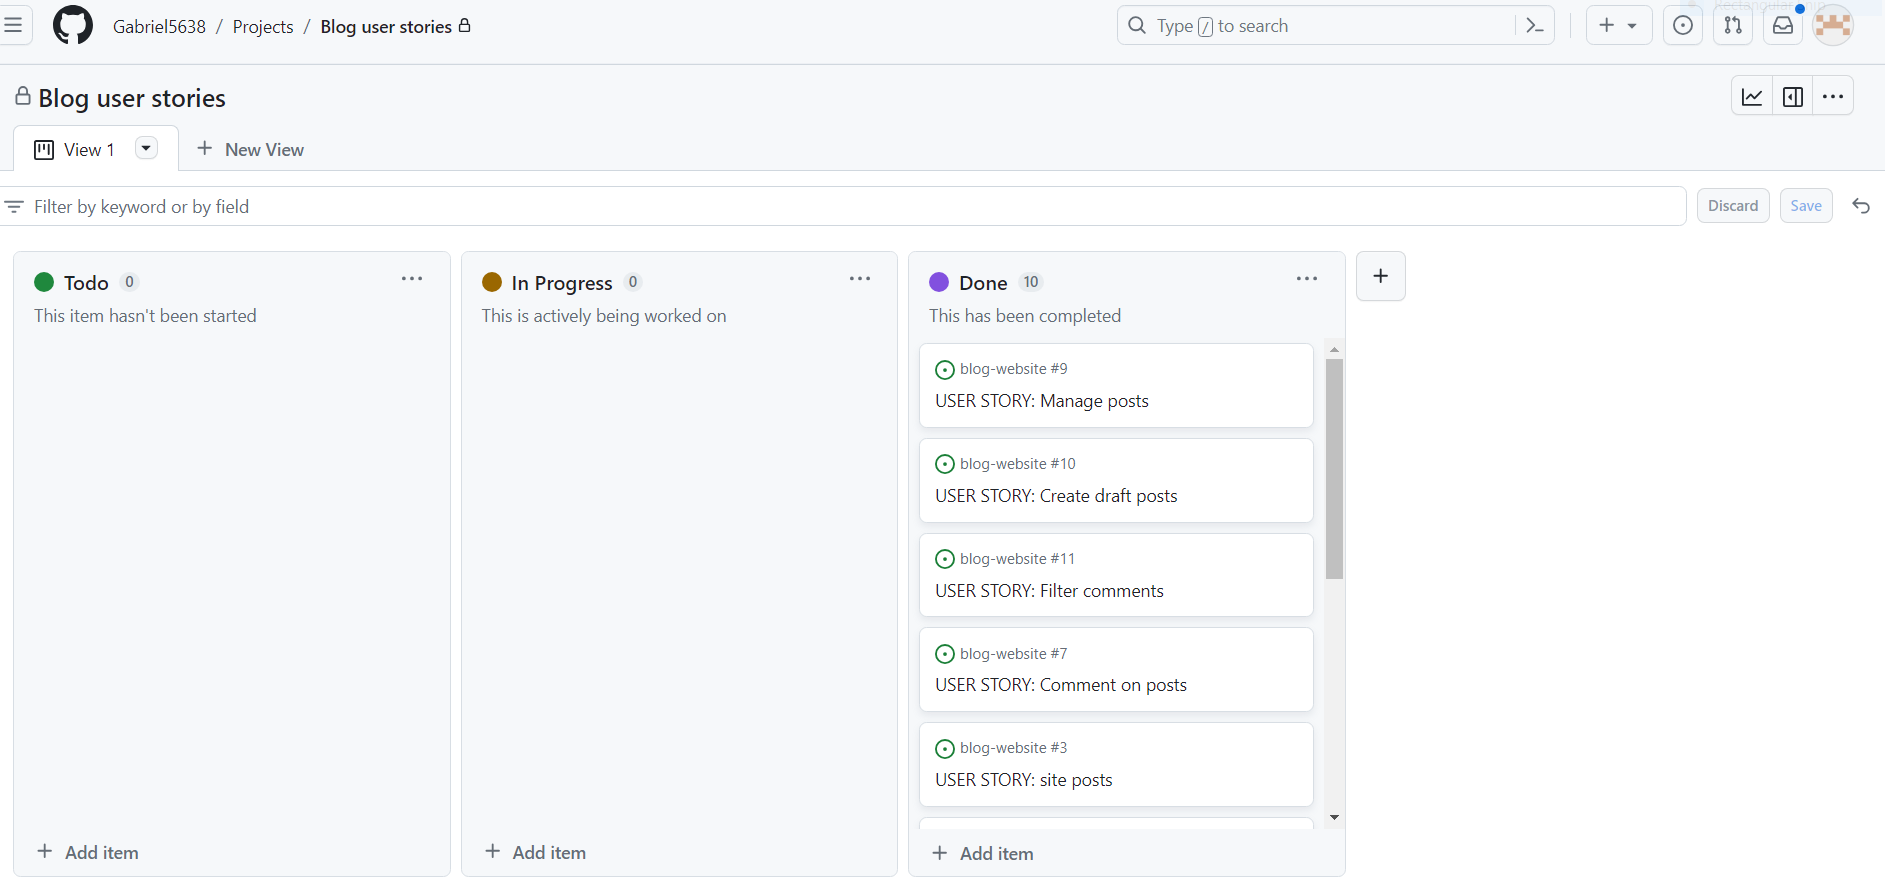 Gabriel5638 / Projects / Blog user stories
Type / to search
Blog user stories
View 1
New View
Filter by keyword or by field
Discard
Save
Todo 0
This item hasn't been started
Add item
In Progress 0
This is actively being worked on
Add item
Done 10
This has been completed
blog-website #9
USER STORY: Manage posts
blog-website #10
USER STORY: Create draft posts
blog-website #11
USER STORY: Filter comments
blog-website #7
USER STORY: Comment on posts
blog-website #3
USER STORY: site posts
Add item